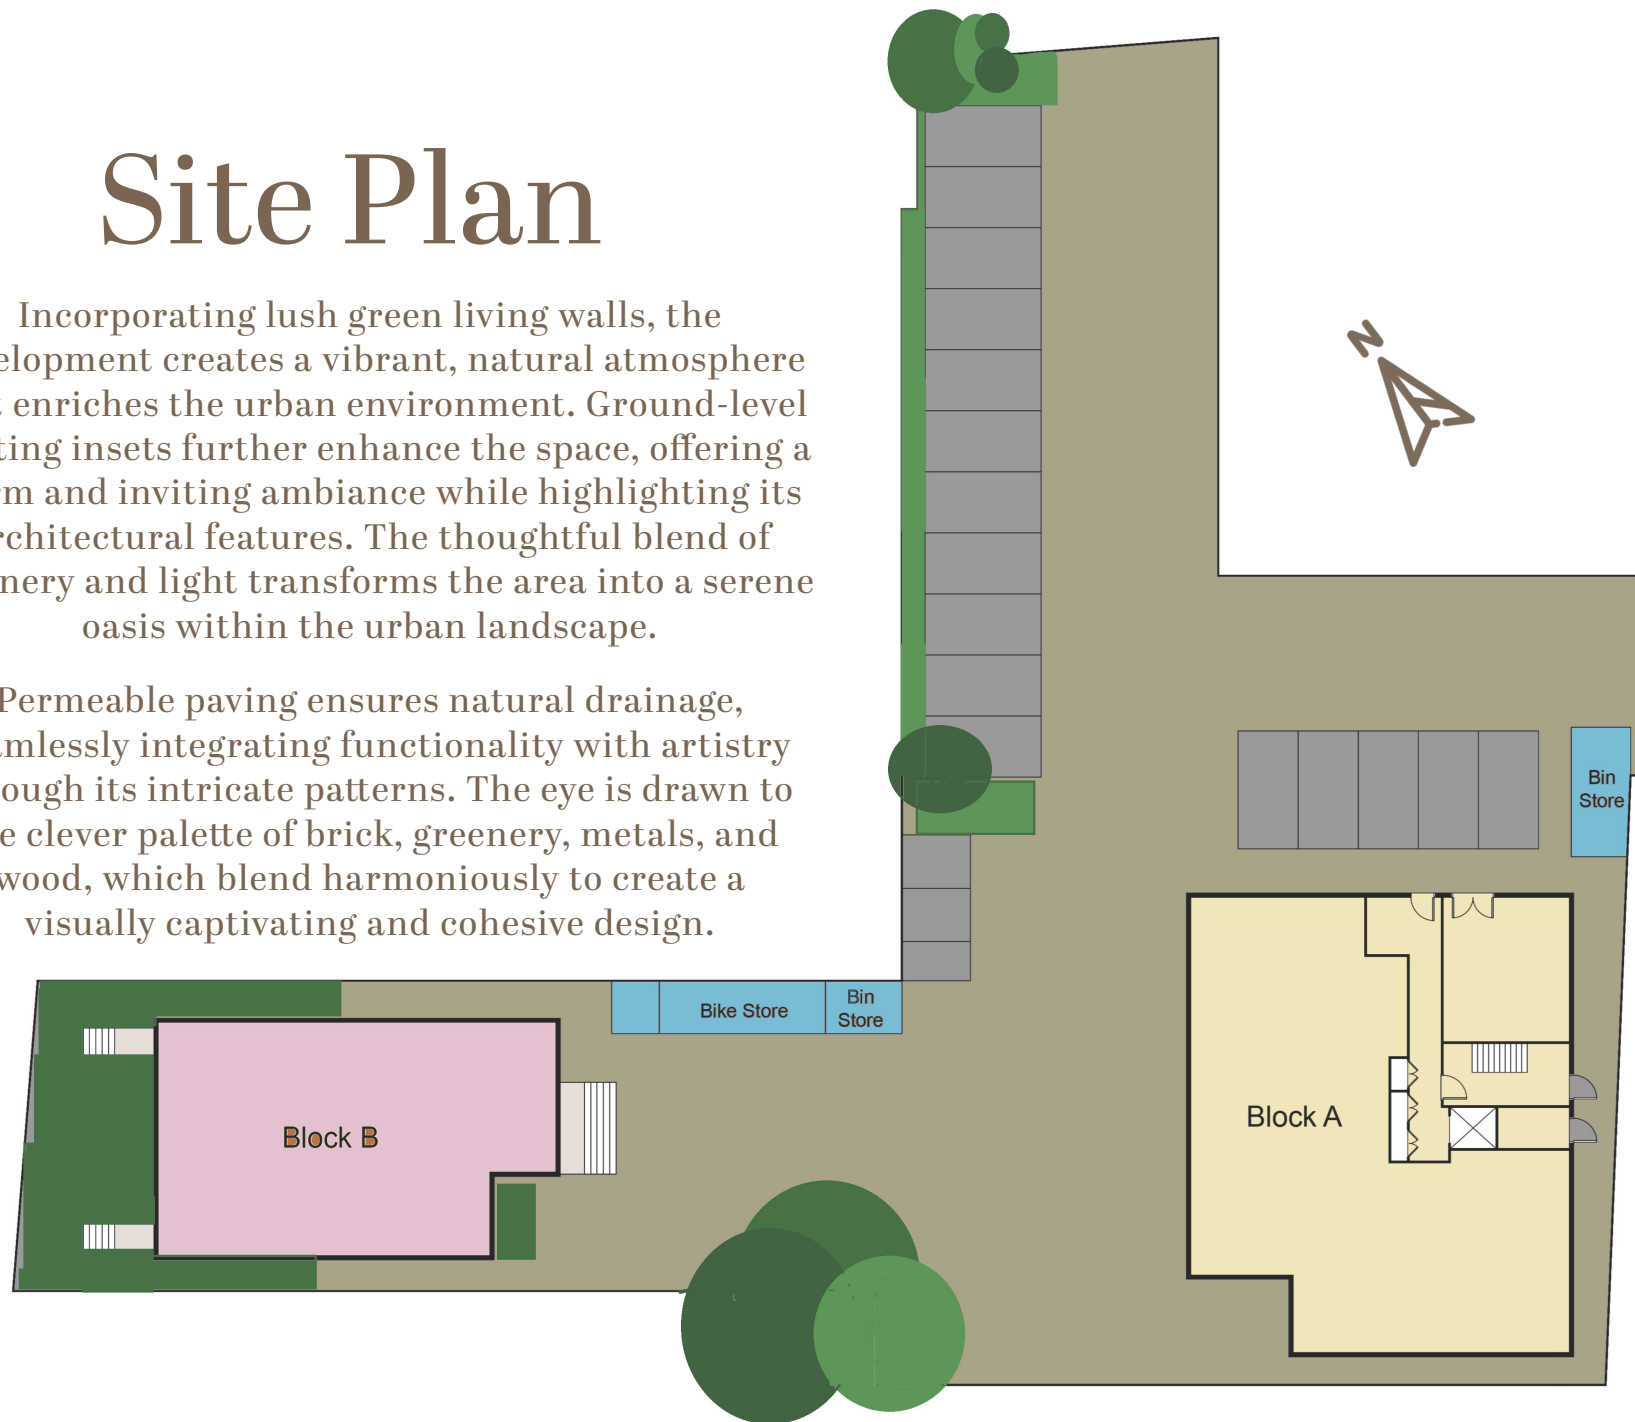 Site Plan
Incorporating lush green living walls, the
elopment creates a vibrant, natural atmosphere
enriches the urban environment. Ground-level
ting insets further enhance the space, offering a
rm and inviting ambiance while highlighting its
rchitectural features. The thoughtful blend of
nery and light transforms the area into a serene
oasis within the urban landscape.
Permeable paving ensures natural drainage,
amlessly integrating functionality with artistry
ough its intricate patterns. The eye is drawn to
e clever palette of brick, greenery, metals, and
wood, which blend harmoniously to create a
visually captivating and cohesive design.
N
Bin
Store
Bike Store
Bin
Store
Block B
Block A